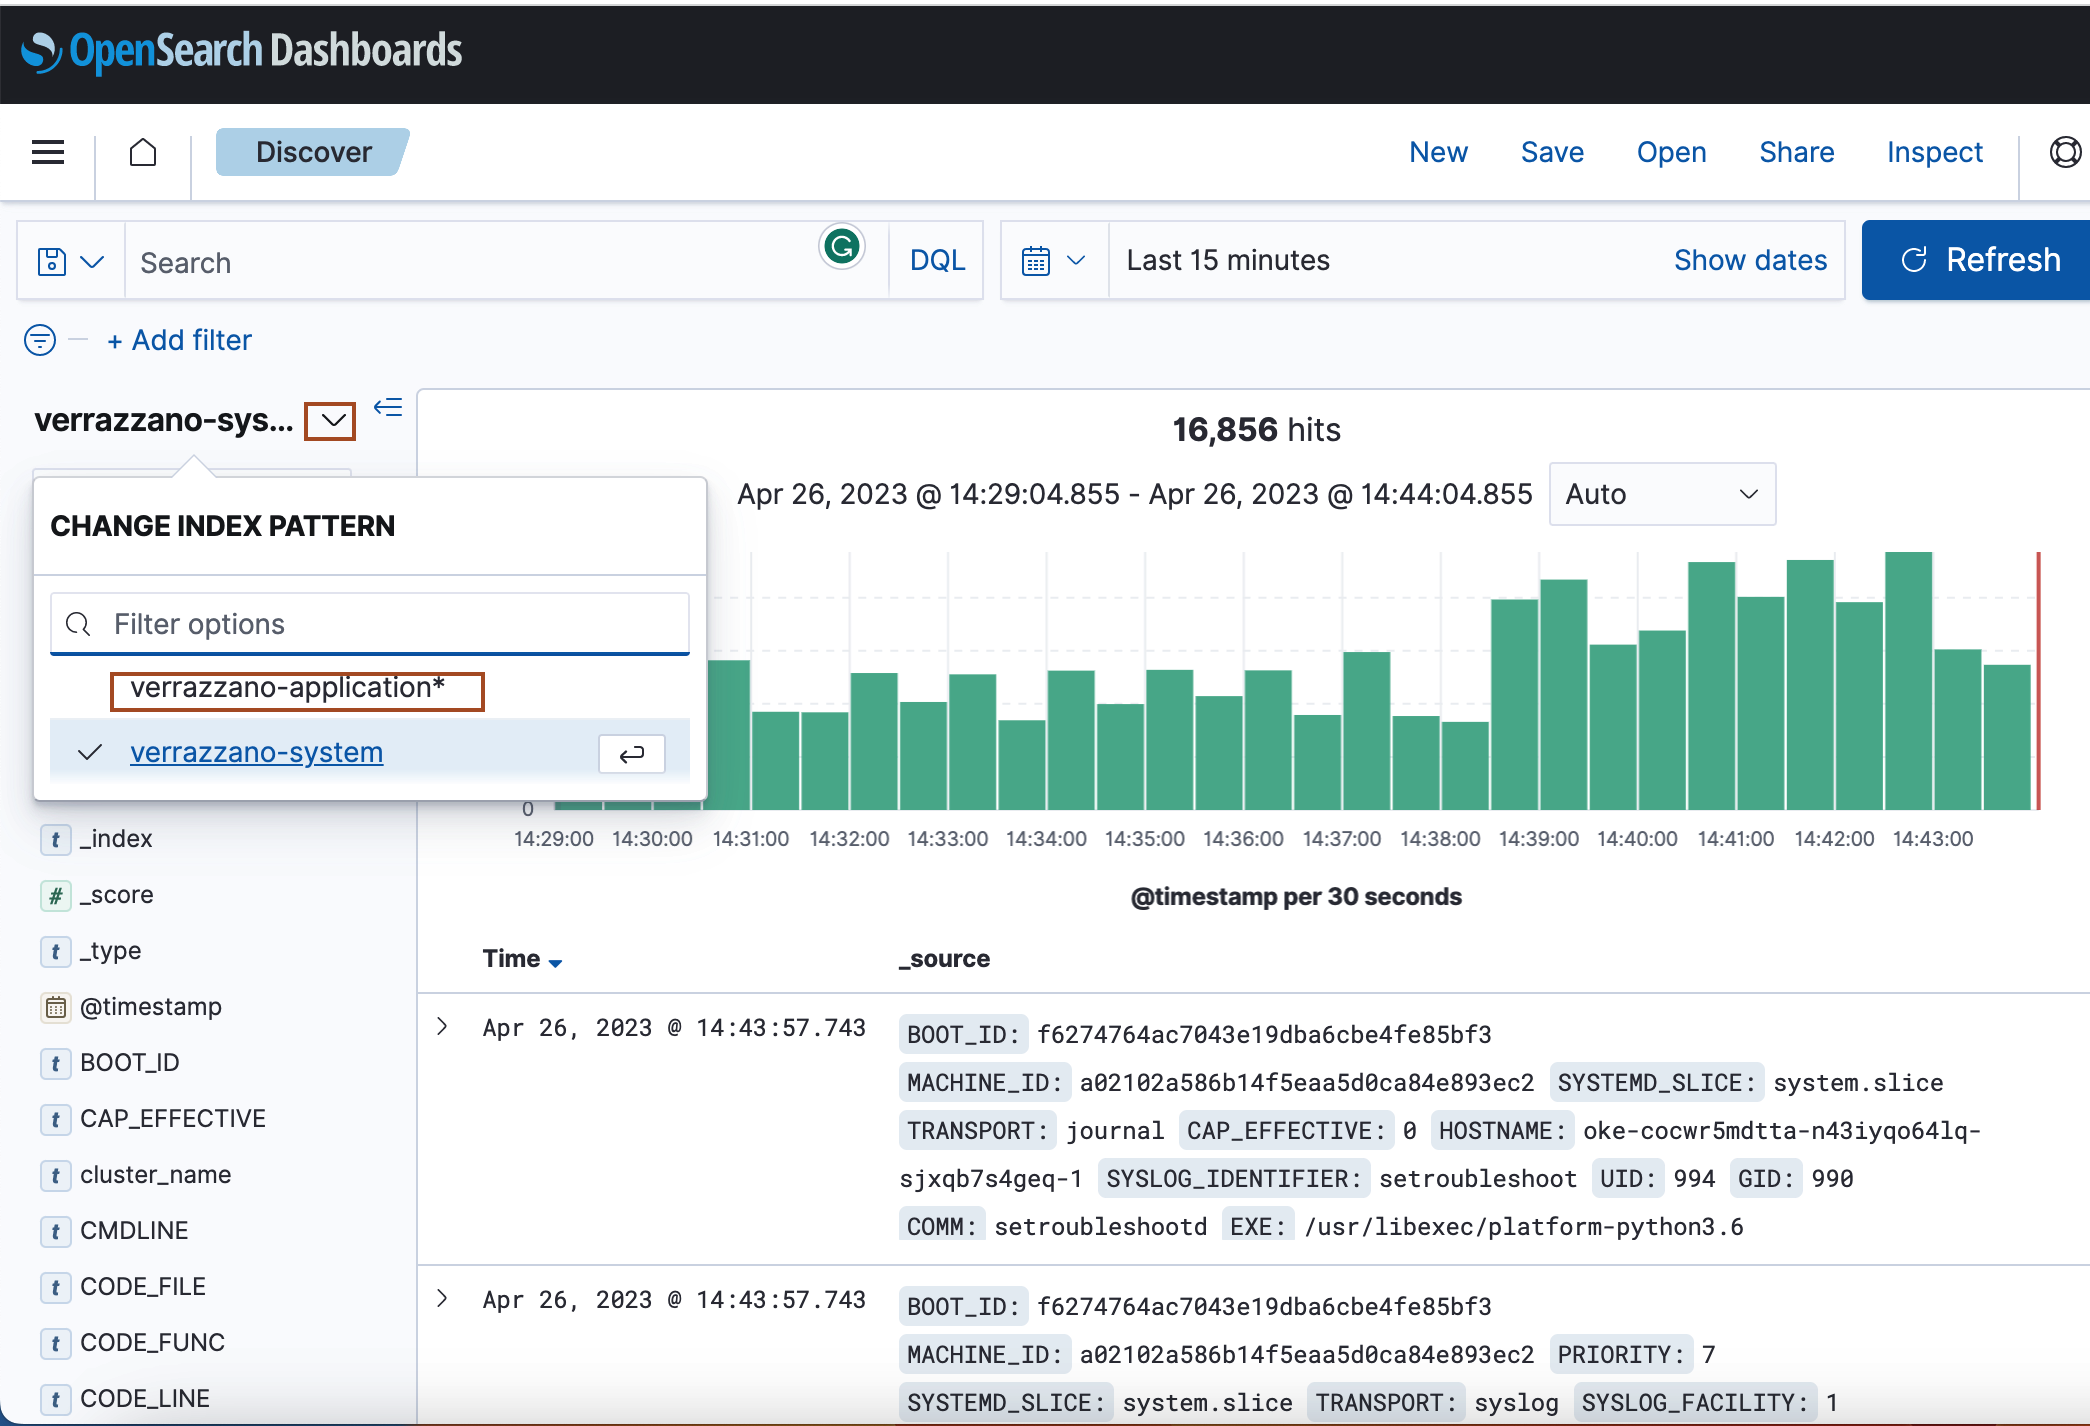 OpenSearch Dashboards
Discover
New Save Open Share Inspect
Search DQL Last 15 minutes Show dates Refresh
+ Add filter
verrazzano-sys...
CHANGE INDEX PATTERN
Filter options
verrazzano-application*
verrazzano-system
_index
_score
_type
@timestamp
BOOT_ID
CAP_EFFECTIVE
cluster_name
CMDLINE
CODE_FILE
CODE_FUNC
CODE_LINE
16,856 hits
Apr 26, 2023 @ 14:29:04.855 - Apr 26, 2023 @ 14:44:04.855 Auto
0
14:29:00 14:30:00 14:31:00 14:32:00 14:33:00 14:34:00 14:35:00 14:36:00 14:37:00 14:38:00 14:39:00 14:40:00 14:41:00 14:42:00 14:43:00
@timestamp per 30 seconds
Time _source
Apr 26, 2023 @ 14:43:57.743 BOOT_ID: f6274764ac7043e19dba6cbe4fe85bf3
MACHINE_ID: a02102a586b14f5eaa5d0ca84e893ec2 SYSTEMD_SLICE: system.slice
TRANSPORT: journal CAP_EFFECTIVE: 0 HOSTNAME: oke-cocwr5mdtta-n43iyqo64lq-
sjxqb7s4geq-1 SYSLOG_IDENTIFIER: setroubleshoot UID: 994 GID: 990
COMM: setroubleshootd EXE: /usr/libexec/platform-python3.6
Apr 26, 2023 @ 14:43:57.743 BOOT_ID: f6274764ac7043e19dba6cbe4fe85bf3
MACHINE_ID: a02102a586b14f5eaa5d0ca84e893ec2 PRIORITY: 7
SYSTEMD_SLICE: system.slice TRANSPORT: syslog SYSLOG_FACILITY: 1